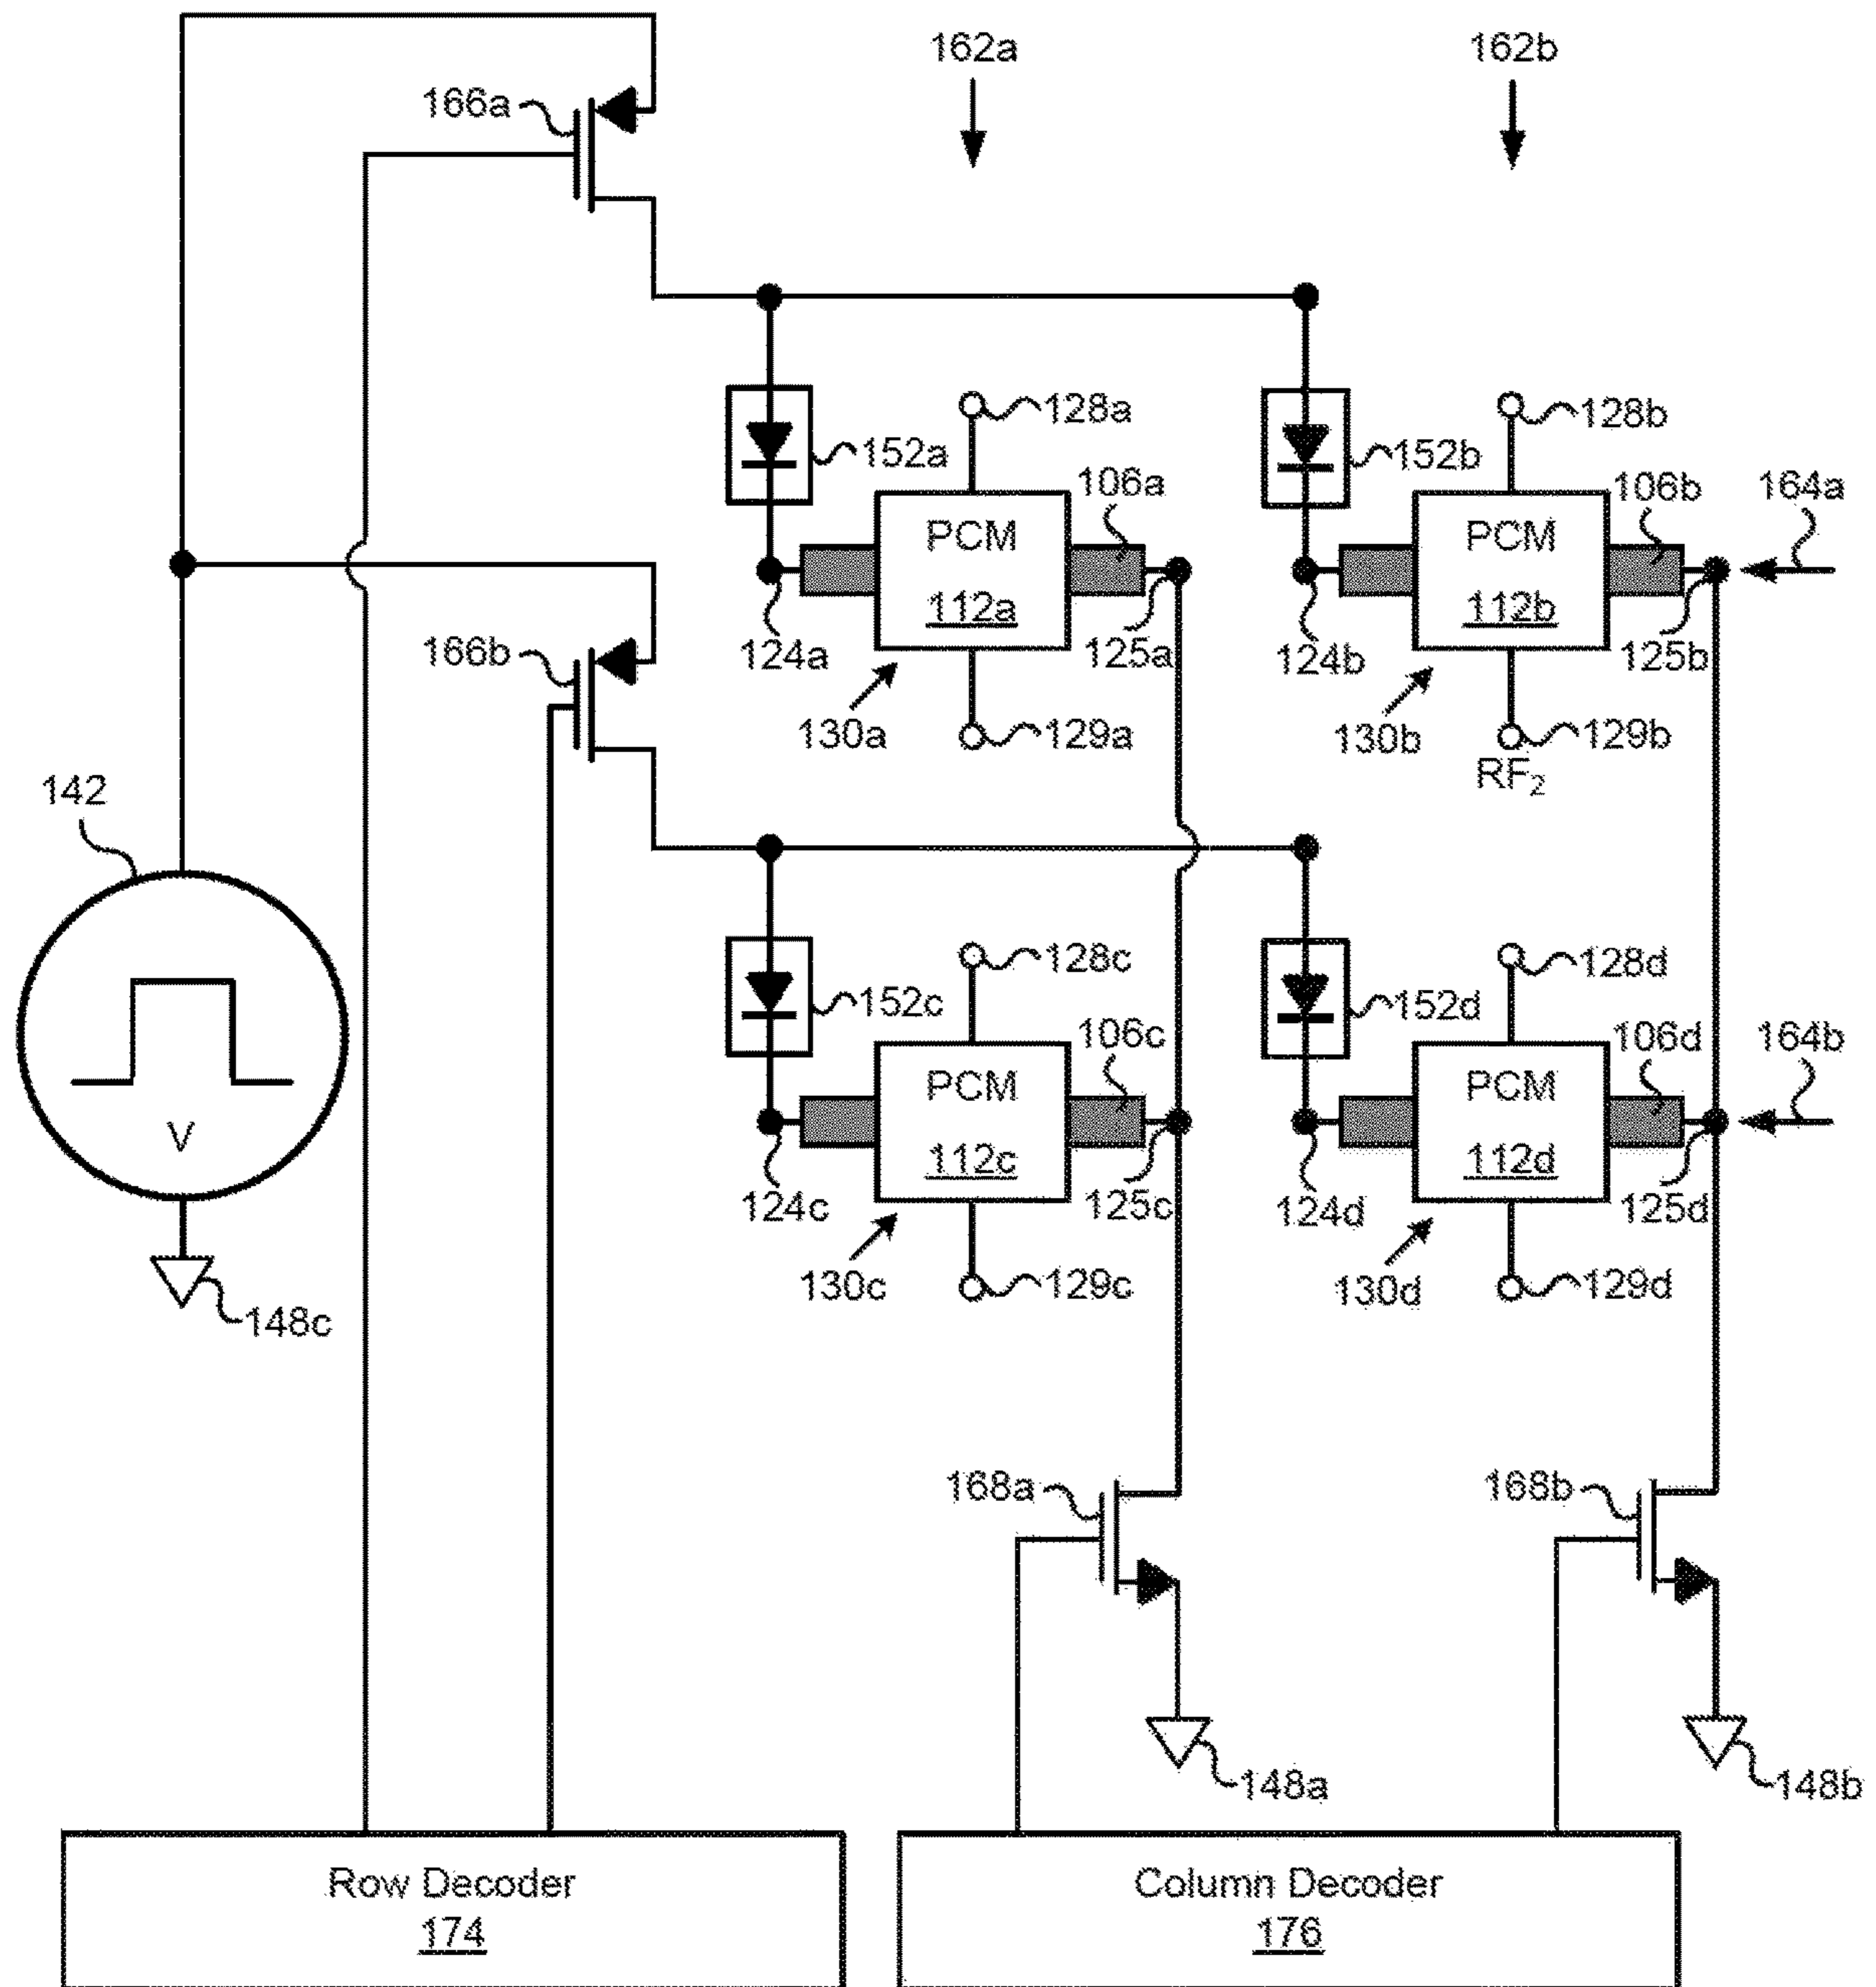 162a
162b
166a
128a
128b
152a
152b
106a
106b
164a
PCM
PCM
112a
112b
166b
124a
125a
124b
125b
130a
129a
130b
129b
RF₂
142
128c
128d
152c
152d
106c
106d
164b
PCM
PCM
V
112c
112d
124c
125c
124d
125d
130c
129c
130d
129d
148c
168a
168b
148a
148b
Row Decoder
174
Column Decoder
176